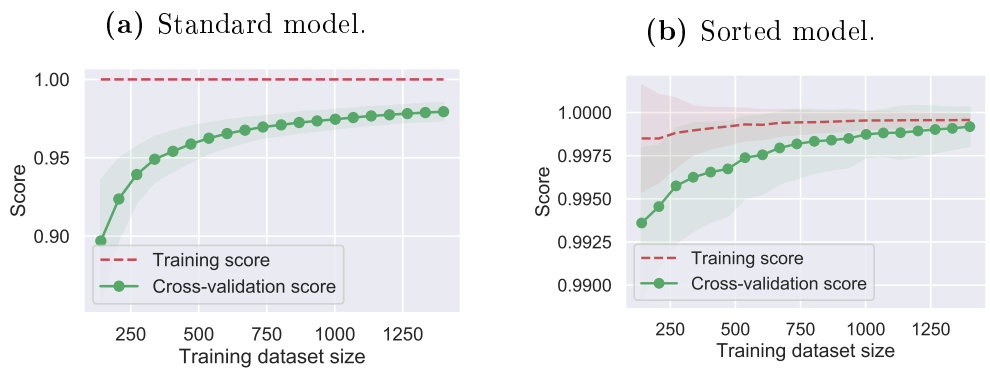 (a) Standard model.
1.00
0.95
0.90
Score
Training score
Cross-validation score
250 500 750 1000 1250
Training dataset size
(b) Sorted model.
1.0000
0.9975
0.9950
0.9925
0.9900
Score
Training score
Cross-validation score
250 500 750 1000 1250
Training dataset size